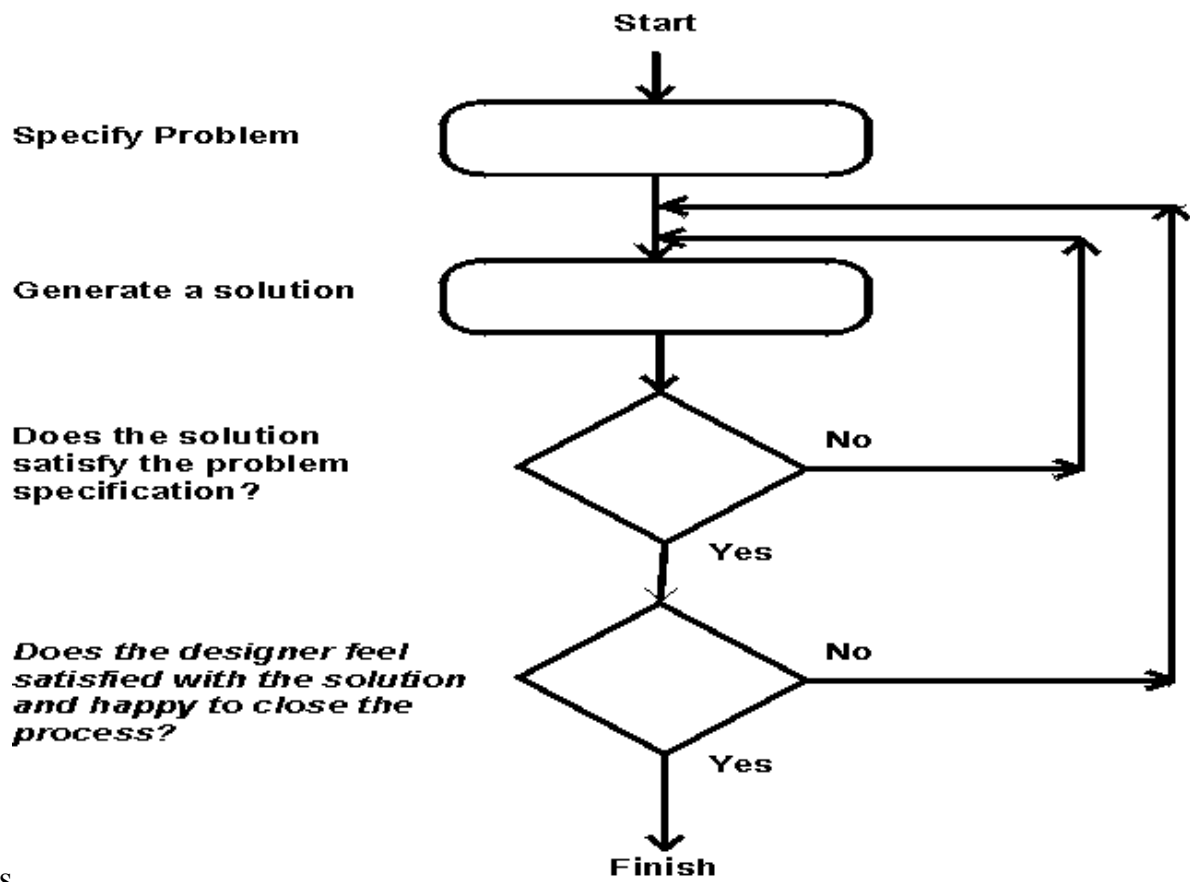 Start
Specify Problem
Generate a solution
Does the solution
satisfy the problem
specification?
No
Yes
Does the designer feel
satisfied with the solution
and happy to close the
process?
No
Yes
Finish
s